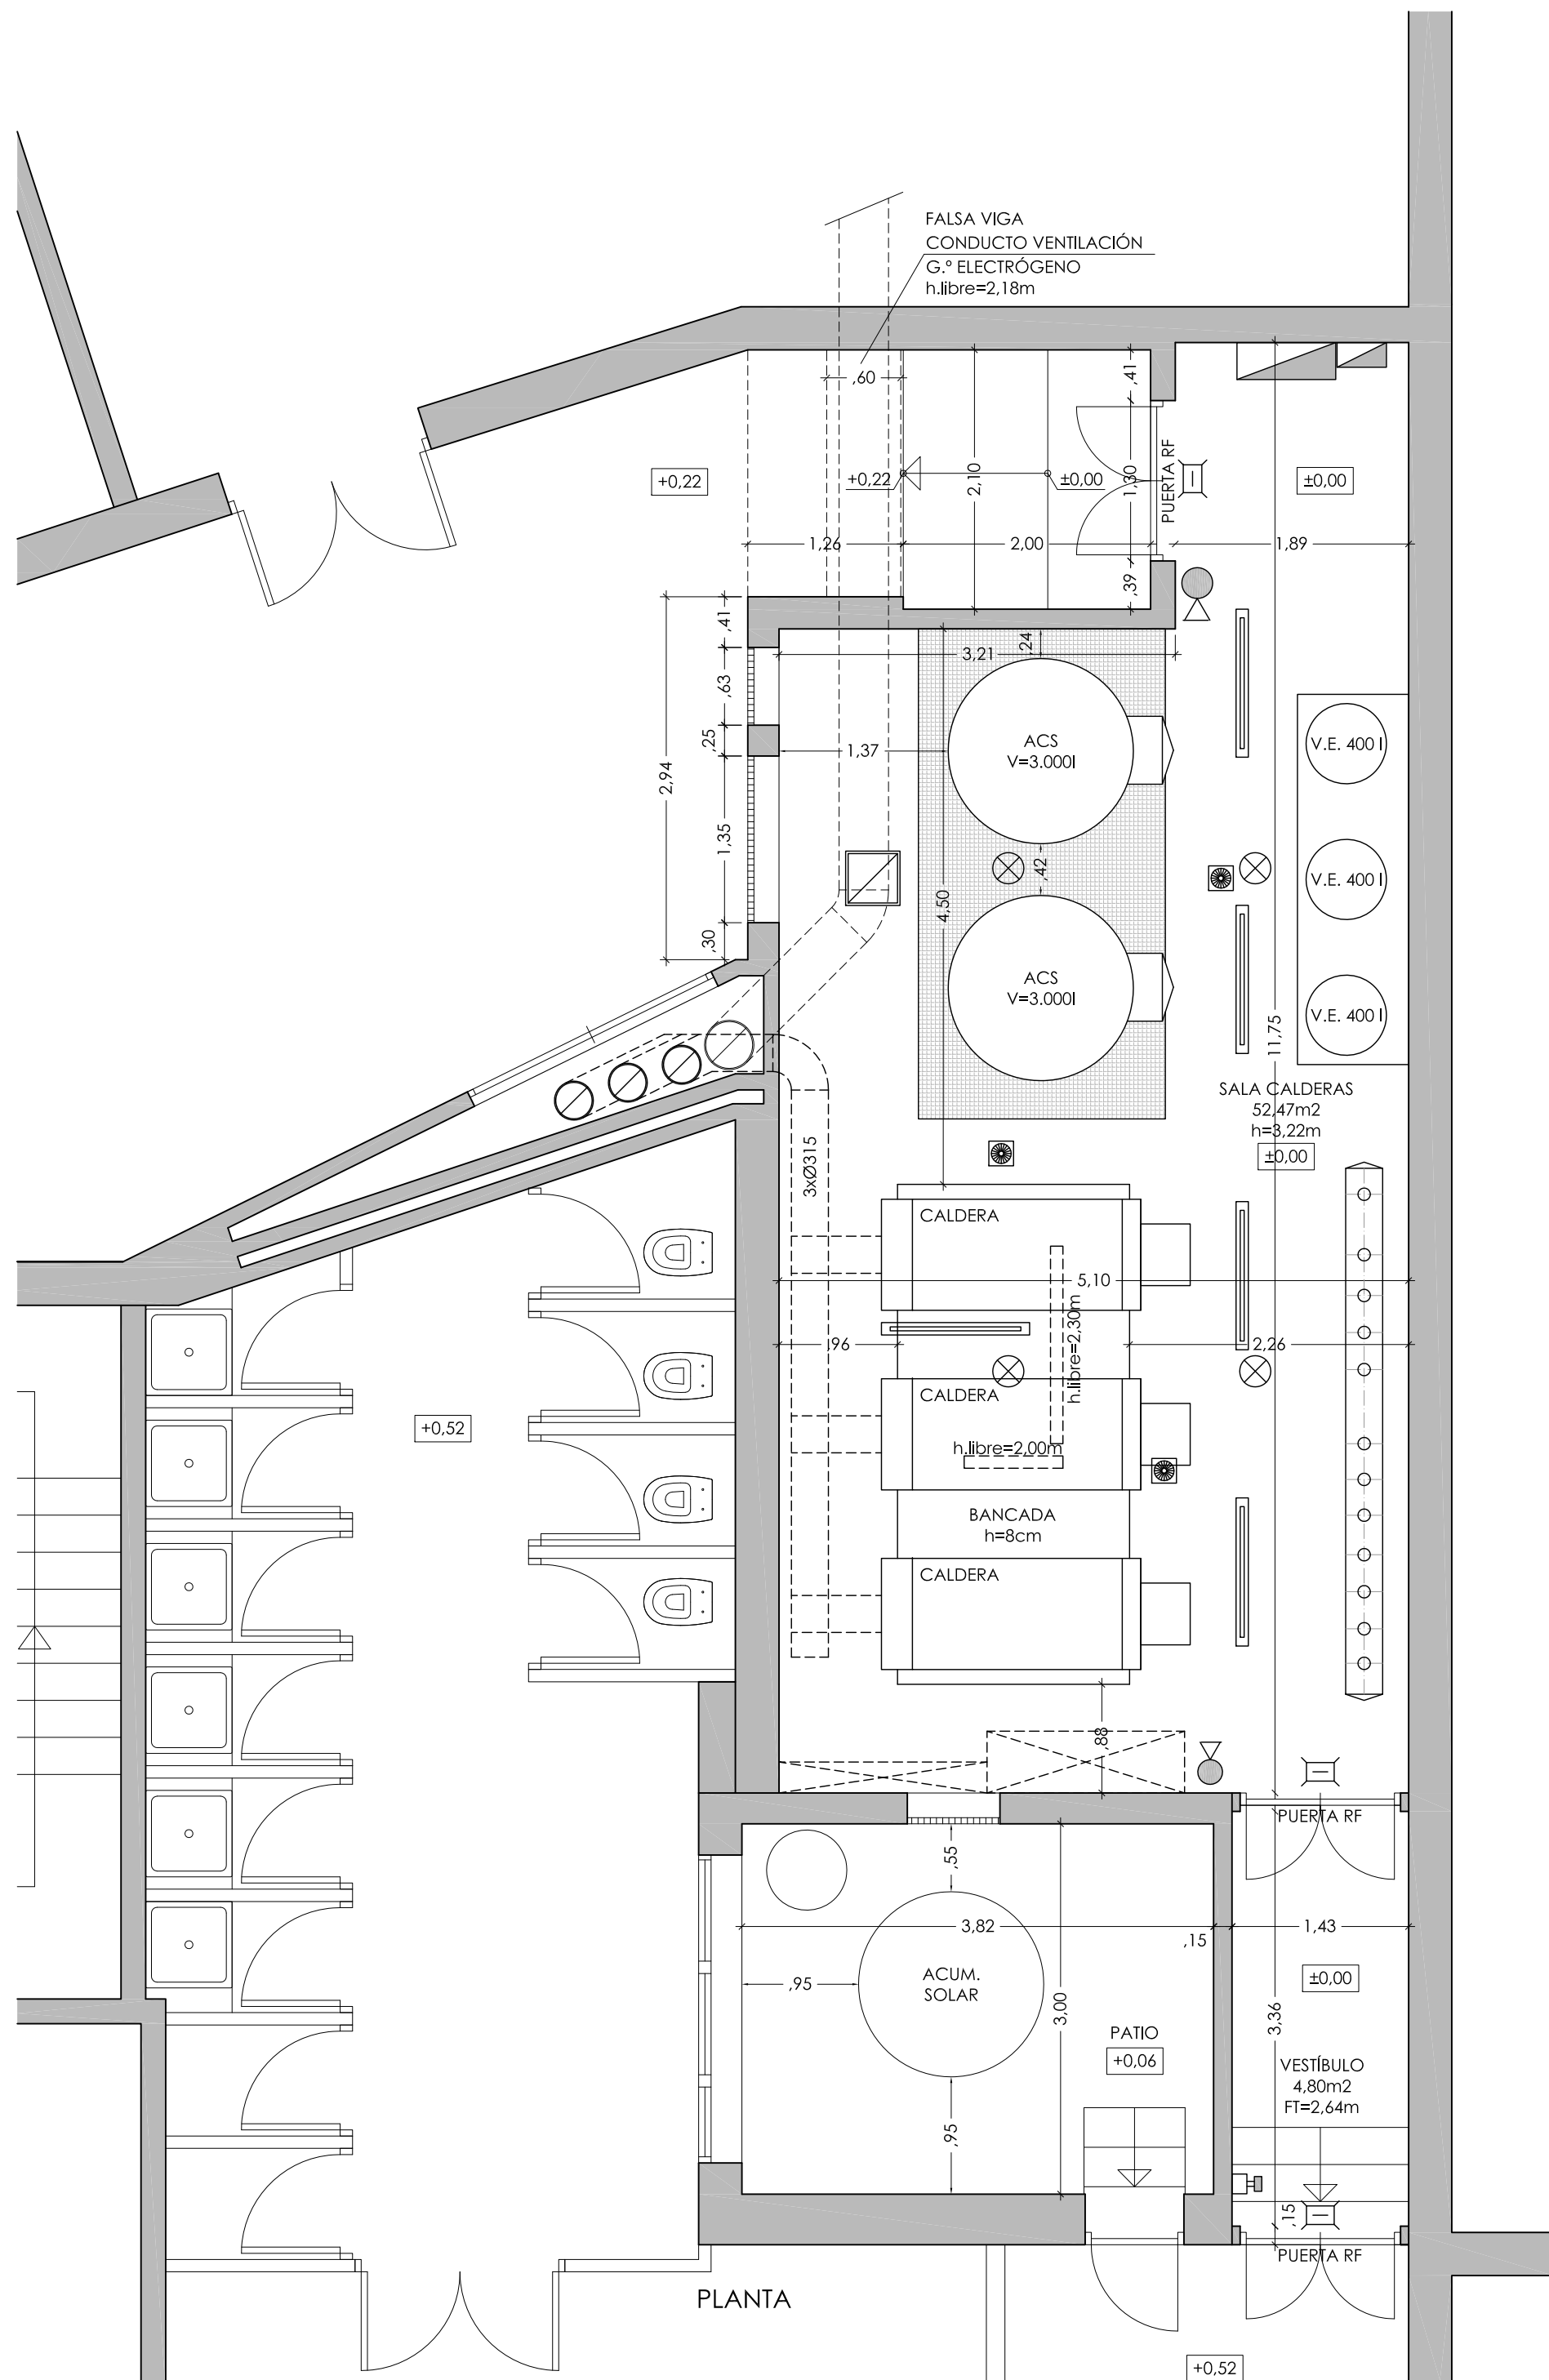 FALSA VIGA
CONDUCTO VENTILACIÓN
G.º ELECTRÓGENO
h.libre=2,18m
,60
,41
+0,22
+0,22
2,10
±0,00
1,30
PUERTA RF
±0,00
1,26
2,00
1,89
,39
,41
,24
3,21
,63
ACS
V=3.000l
V.E. 400 l
,25
1,37
2,94
1,35
,42
V.E. 400 l
4,50
,30
ACS
V=3.000l
V.E. 400 l
11,75
SALA CALDERAS
52,47m2
h=3,22m
±0,00
3xØ315
CALDERA
5,10
h.libre=2,30m
,96
2,26
CALDERA
+0,52
h.libre=2,00m
BANCADA
h=8cm
CALDERA
,88
PUERTA RF
,55
3,82
,15
1,43
ACUM.
SOLAR
,95
±0,00
3,00
3,36
PATIO
+0,06
VESTÍBULO
4,80m2
FT=2,64m
,95
,15
PUERTA RF
PLANTA
+0,52